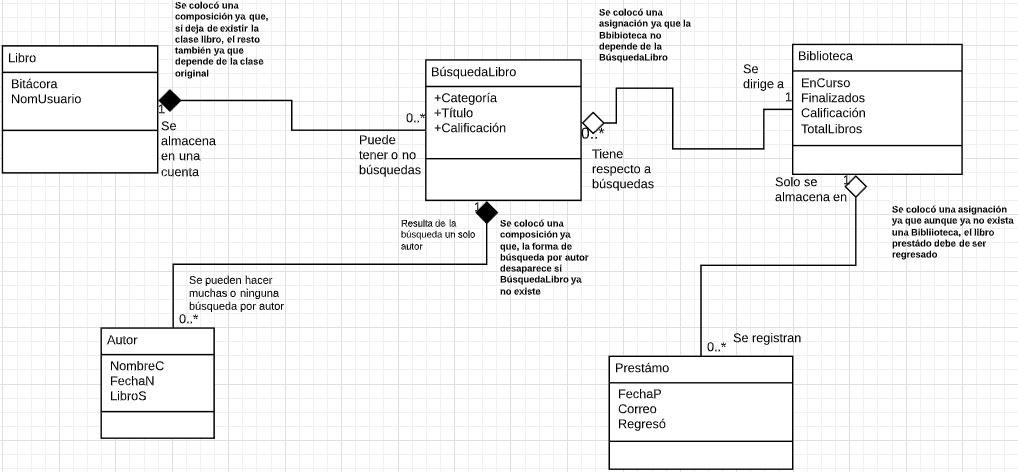 Se colocó una
composición ya que,
si deja de existir la
clase libro, el resto
también ya que
depende de la clase
original
Libro
Bitácora
NomUsuario
1
Se
almacena
en una
cuenta
0..*
Puede
tener o no
búsquedas
BúsquedaLibro
+Categoría
+Título
+Calificación
Se colocó una
asignación ya que la
Bbibioteca no
depende de la
BúsquedaLibro
0..*
Tiene
respecto a
búsquedas
Se
dirige a
1
Biblioteca
EnCurso
Finalizados
Calificación
TotalLibros
1
Solo se
almacena en
Se colocó una asignación
ya que aunque ya no exista
una Bibliioteca, el libro
prestádo debe de ser
regresado
1
Resulta de la
búsqueda un solo
autor
Se colocó una
composición ya
que, la forma de
búsqueda por autor
desaparece si
BúsquedaLibro ya
no existe
Se pueden hacer
muchas o ninguna
búsqueda por autor
0..*
Autor
NombreC
FechaN
LibroS
0..*
Se registran
Prestámo
FechaP
Correo
Regresó